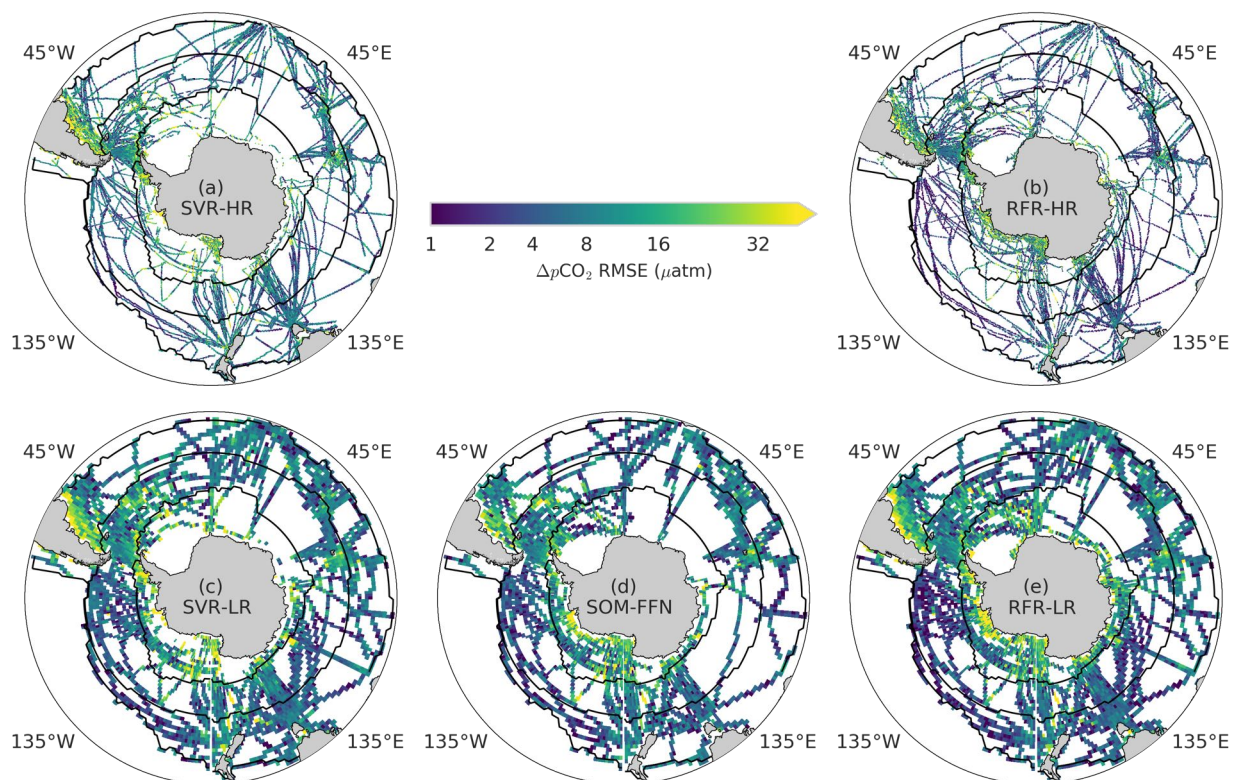 45°W
45°E
(a)
SVR-HR
135°W
135°E
1 2 4 8 16 32
ΔpCO₂ RMSE (μatm)
45°W
45°E
(b)
RFR-HR
135°W
135°E
45°W
45°E
(c)
SVR-LR
135°W
135°E
45°W
45°E
(d)
SOM-FFN
135°W
135°E
45°W
45°E
(e)
RFR-LR
135°W
135°E